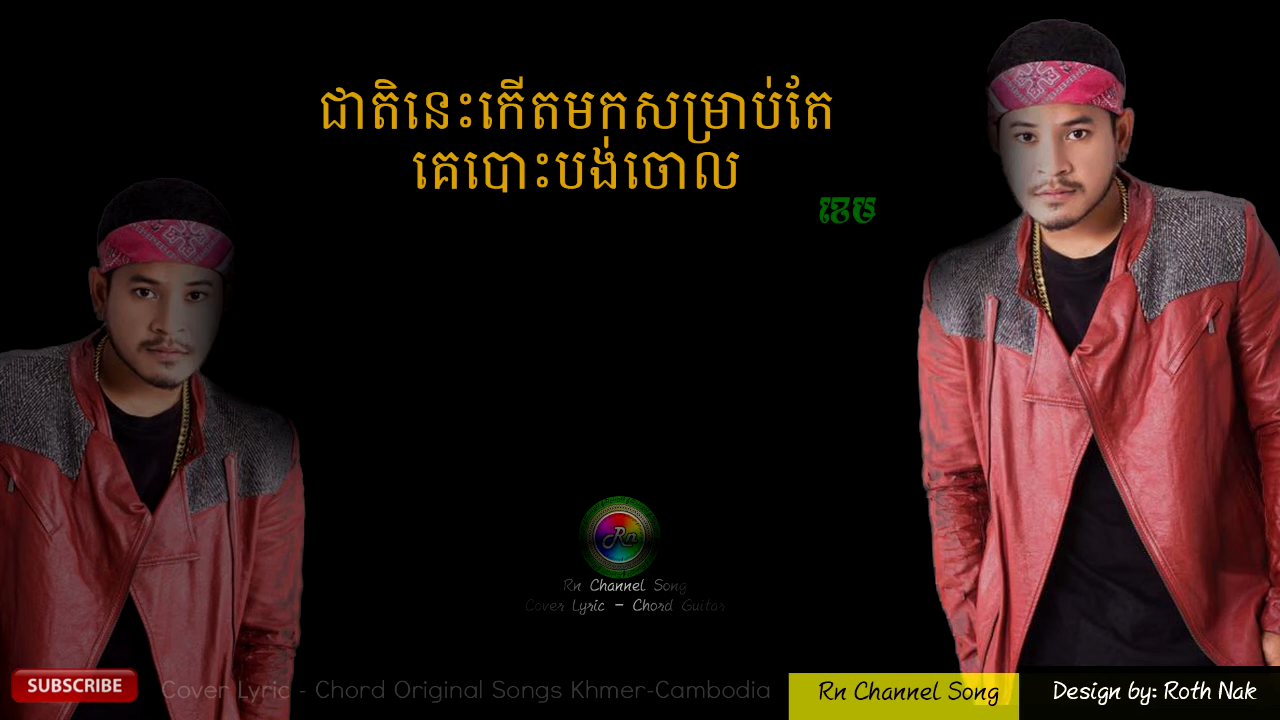 ជាតិនេះកើតមកសម្រាប់តែ
គេបោះបង់ចោល
ខេម
Rn
Rn Channel Song
Cover Lyric - Chord Guitar
SUBSCRIBE
Cover Lyric - Chord Original Songs Khmer-Cambodia
Rn Channel Song
Design by: Roth Nak